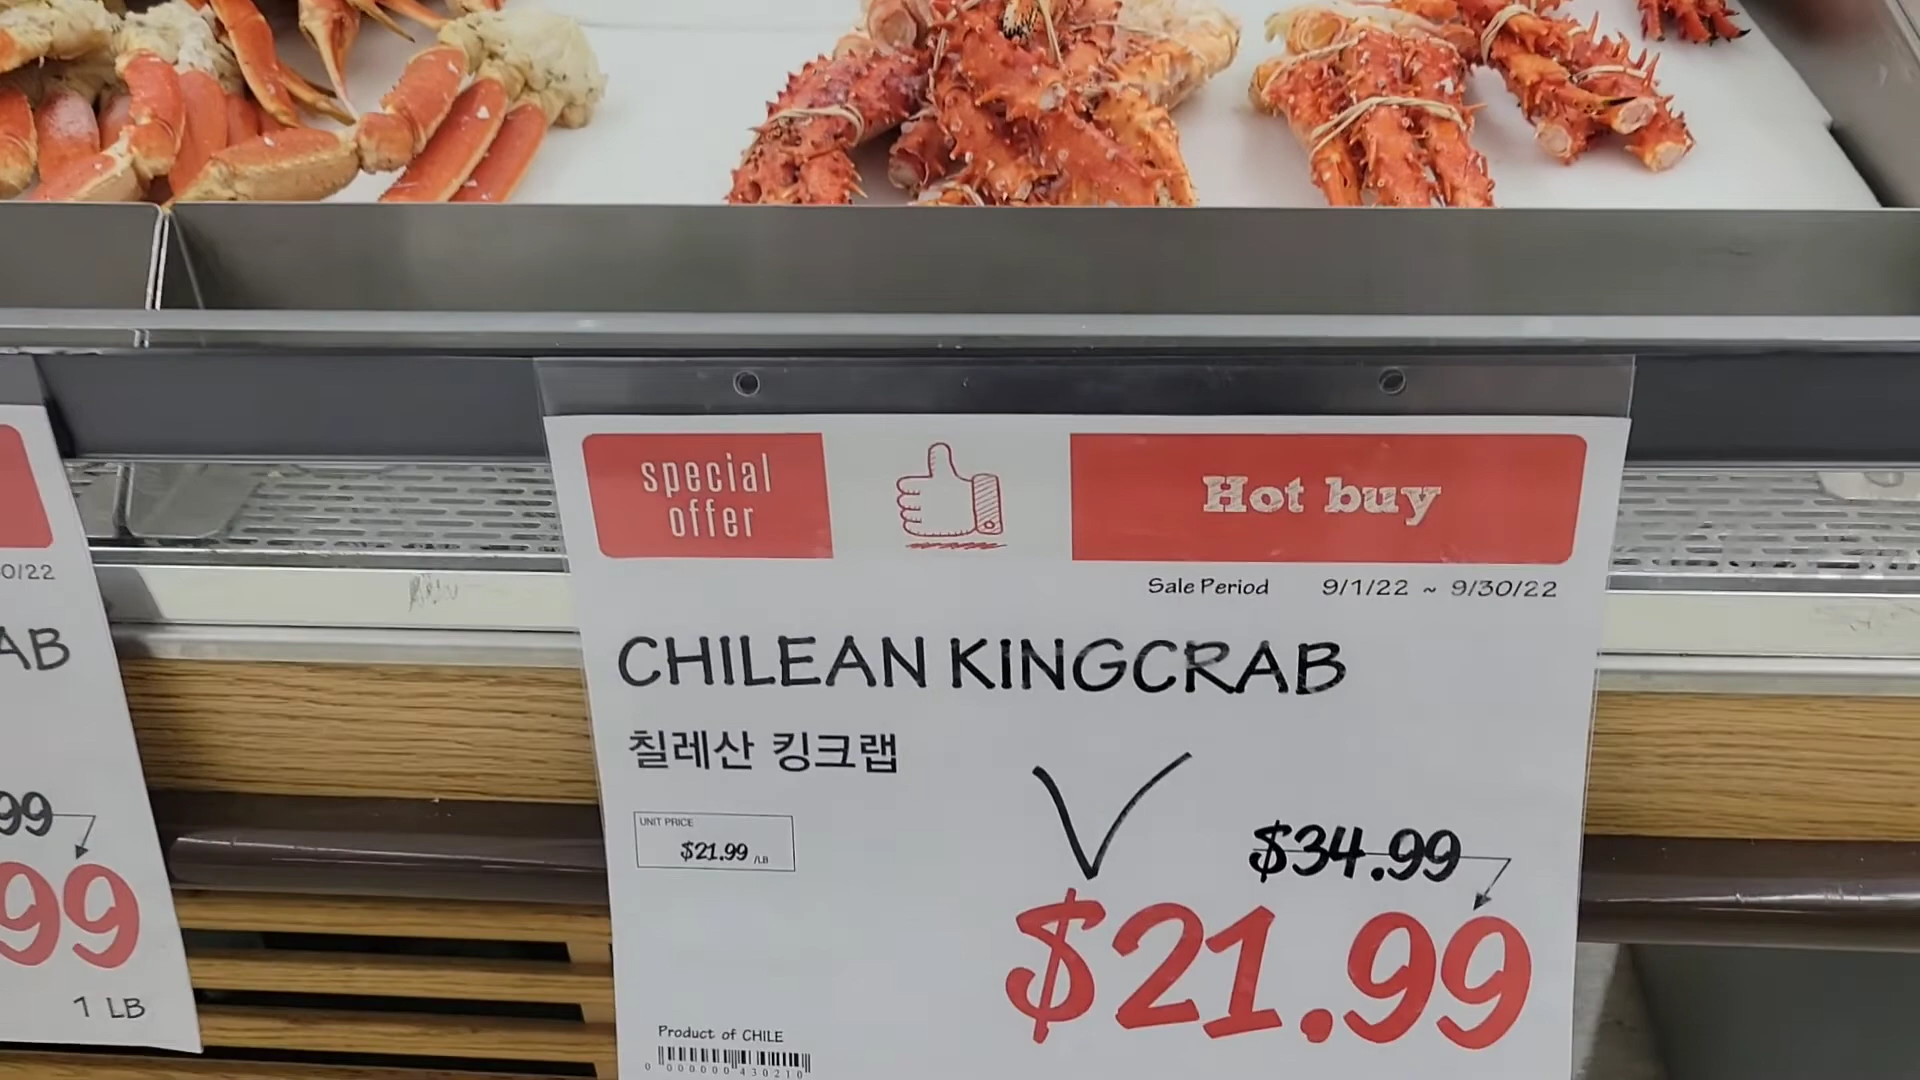 special
offer
Hot buy
Sale Period 9/1/22 ~ 9/30/22
CHILEAN KINGCRAB
칠레산 킹크랩
UNIT PRICE
$21.99 /LB
$34.99
$21.99
Product of CHILE
0 000000 430210
0/22
AB
99
99
1 LB